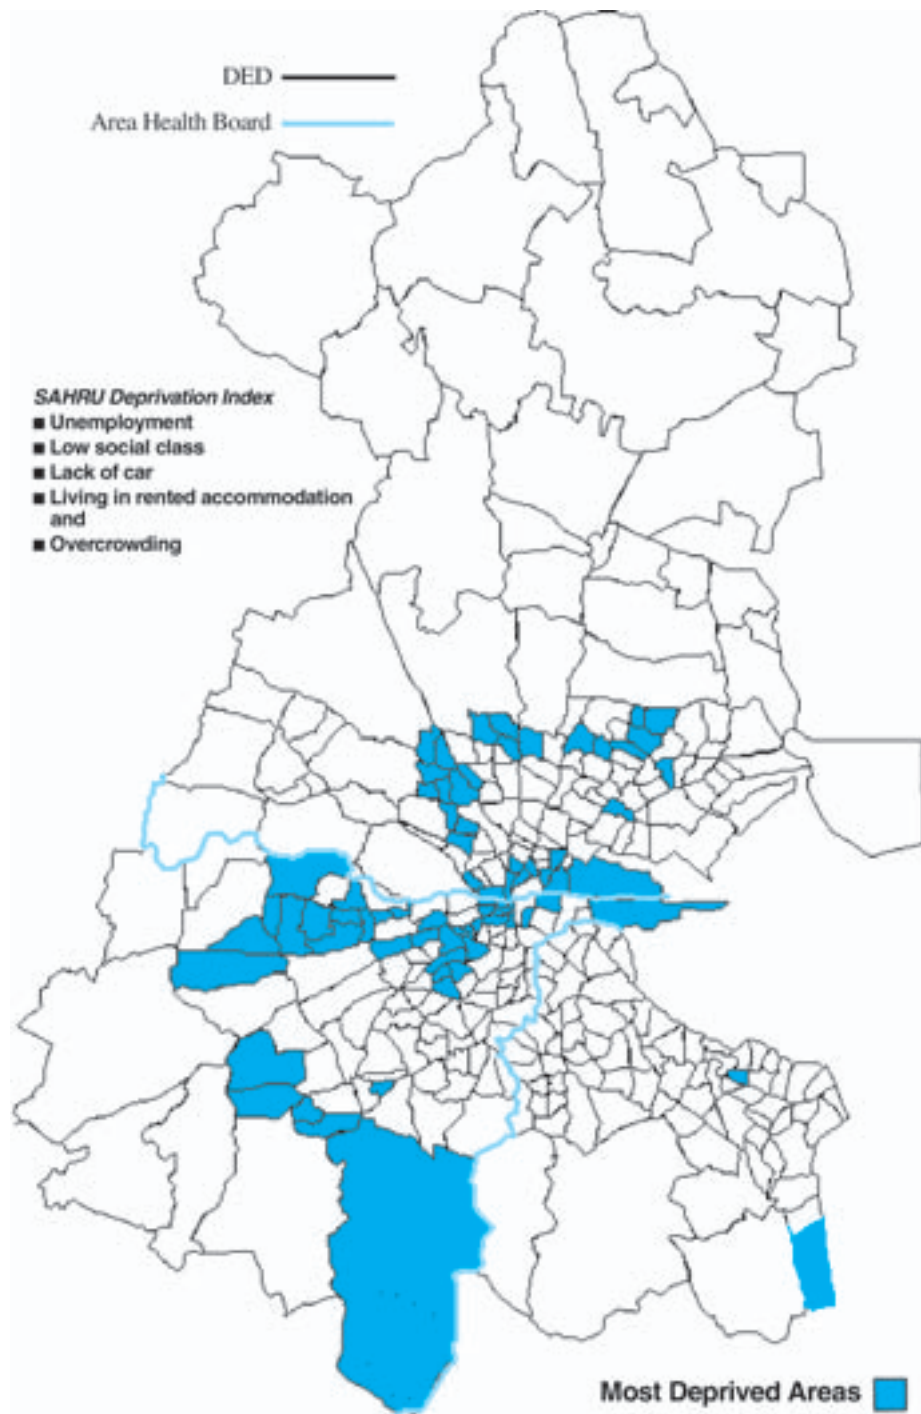 DED
Area Health Board
SAHRU Deprivation Index
■ Unemployment
■ Low social class
■ Lack of car
■ Living in rented accommodation
and
■ Overcrowding
Most Deprived Areas